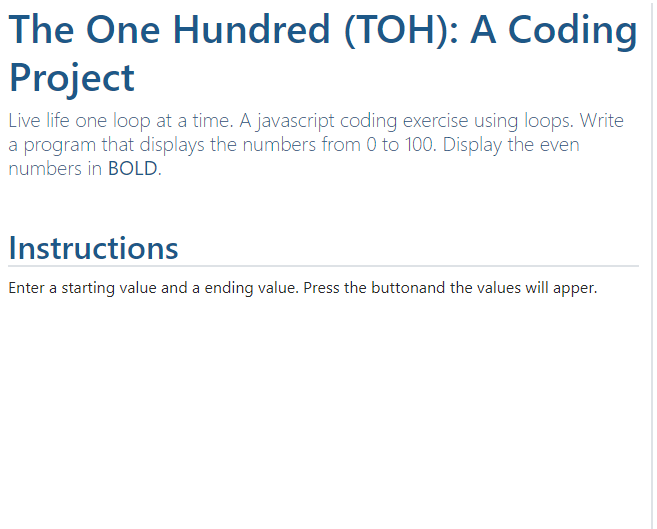 The One Hundred (TOH): A Coding
Project
Live life one loop at a time. A javascript coding exercise using loops. Write
a program that displays the numbers from 0 to 100. Display the even
numbers in BOLD.
Instructions
Enter a starting value and a ending value. Press the buttonand the values will apper.